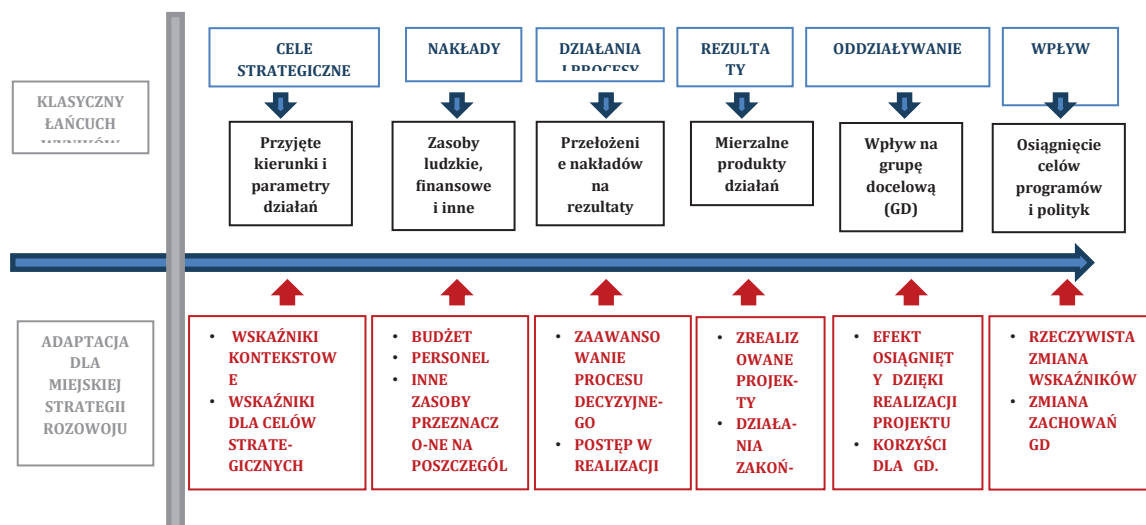 CELE
STRATEGICZNE
NAKŁADY
DZIAŁANIA
I PROCESY
REZULTA
TY
ODDZIAŁYWANIE
WPŁYW
KLASYCZNY
ŁAŃCUCH
WYNIKÓW
Przyjęte
kierunki i
parametry
działań
Zasoby
ludzkie,
finansowe
i inne
Przełożeni
e nakładów
na
rezultaty
Mierzalne
produkty
działań
Wpływ na
grupę
docelową
(GD)
Osiągnięcie
celów
programów
i polityk
ADAPTACJA
DLA
MIEJSKIEJ
STRATEGII
ROZOWOJU
• WSKAŹNIKI
KONTEKSTOW
E
• WSKAŹNIKI
DLA CELÓW
STRATE-
GICZNYCH
• BUDŻET
• PERSONEL
• INNE
ZASOBY
PRZEZNACZ
O-NE NA
POSZCZEGÓL
• ZAAWANSO
WANIE
PROCESU
DECYZYJNE-
GO
• POSTĘP W
REALIZACJI
• ZREALIZ
OWANE
PROJEK-
TY
• DZIAŁA-
NIA
ZAKOŃ-
• EFEKT
OSIĄGNIĘT
Y DZIĘKI
REALIZACJI
PROJEKTU
• KORZYŚCI
DLA GD.
• RZECZYWISTA
ZMIANA
WSKAŹNIKÓW
• ZMIANA
ZACHOWAŃ
GD